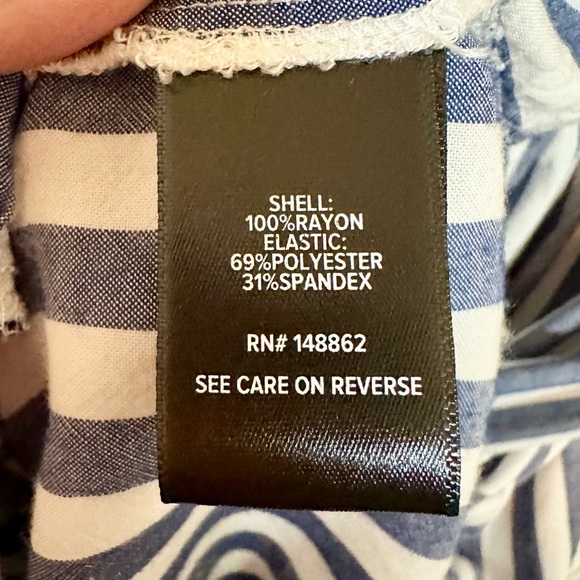 SHELL:
100%RAYON
ELASTIC:
69%POLYESTER
31%SPANDEX
RN# 148862
SEE CARE ON REVERSE